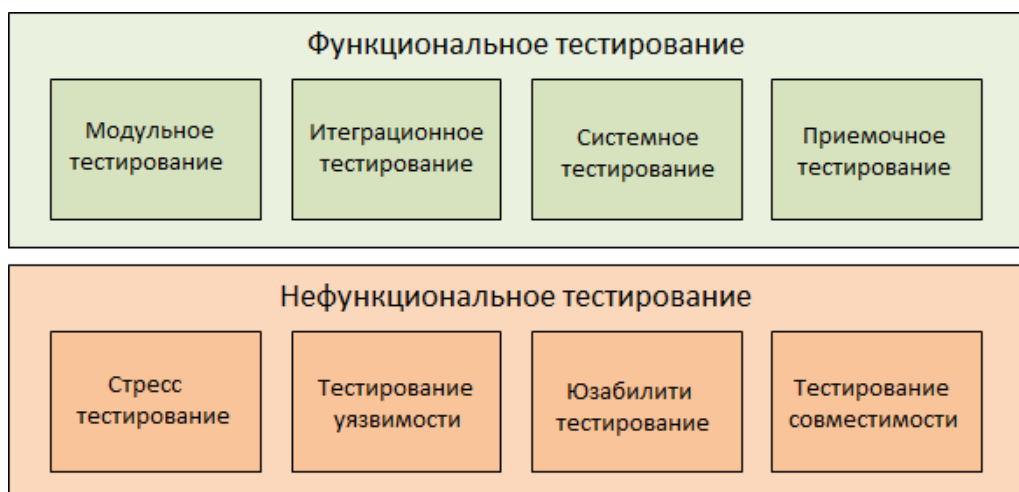 Функциональное тестирование
Модульное
тестирование
Итеграционное
тестирование
Системное
тестирование
Приемочное
тестирование
Нефункциональное тестирование
Стресс
тестирование
Тестирование
уязвимости
Юзабилити
тестирование
Тестирование
совместимости